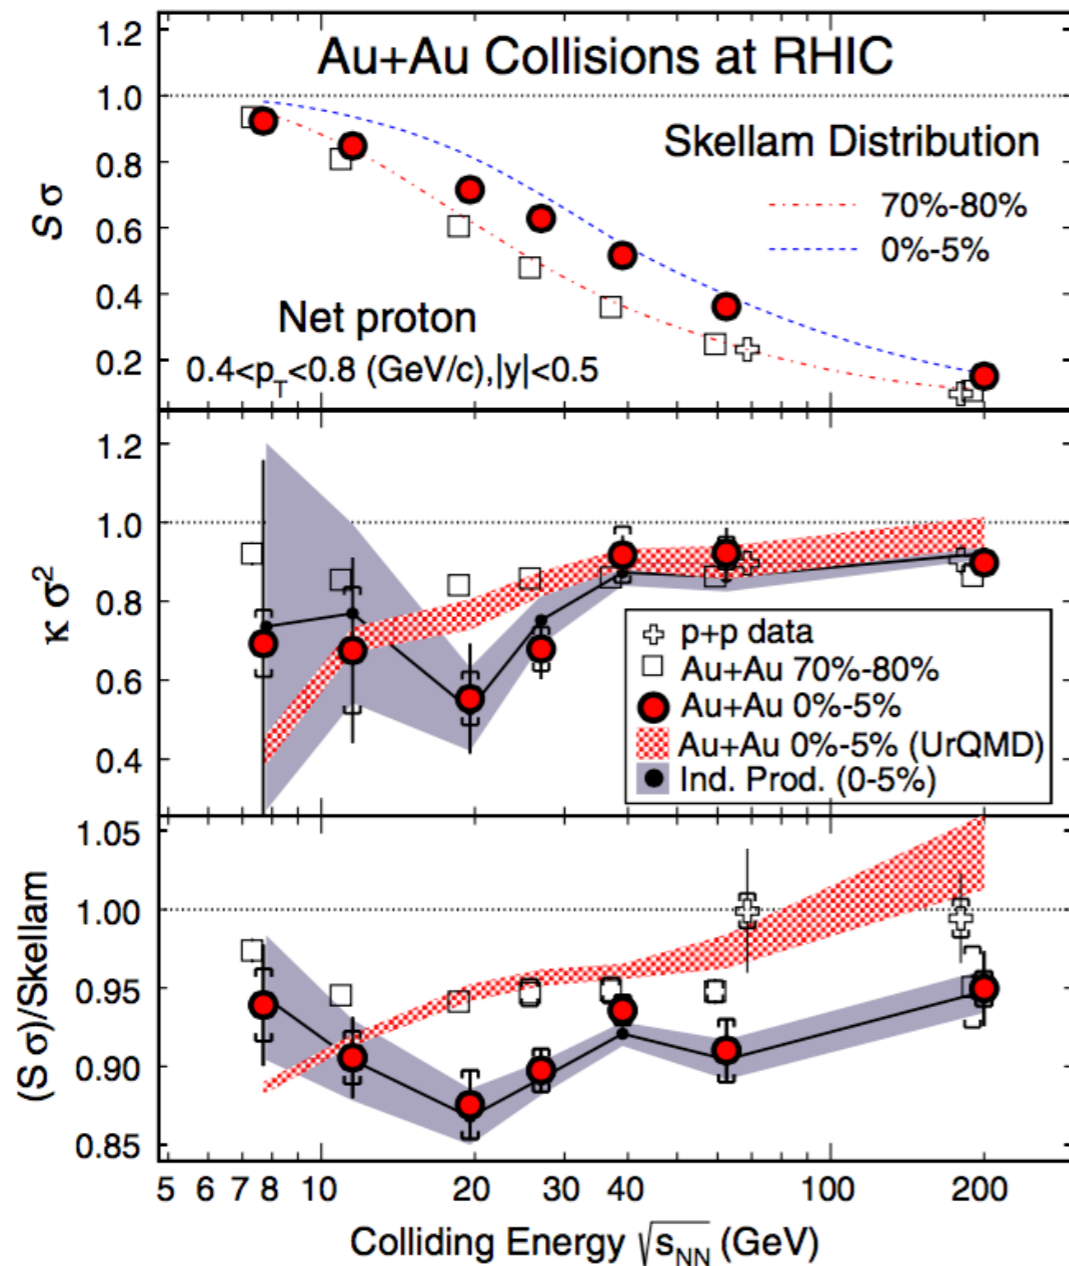 Au+Au Collisions at RHIC
1.2
1.0
0.8
0.6
0.4
0.2
S σ
Skellam Distribution
70%-80%
0%-5%
Net proton
0.4<p_T<0.8 (GeV/c),|y|<0.5
1.2
1.0
0.8
0.6
0.4
κ σ²
p+p data
Au+Au 70%-80%
Au+Au 0%-5%
Au+Au 0%-5% (UrQMD)
Ind. Prod. (0-5%)
1.05
1.00
0.95
0.90
0.85
(S σ)/Skellam
5 6 7 8 10 20 30 40 100 200
Colliding Energy √s_NN (GeV)